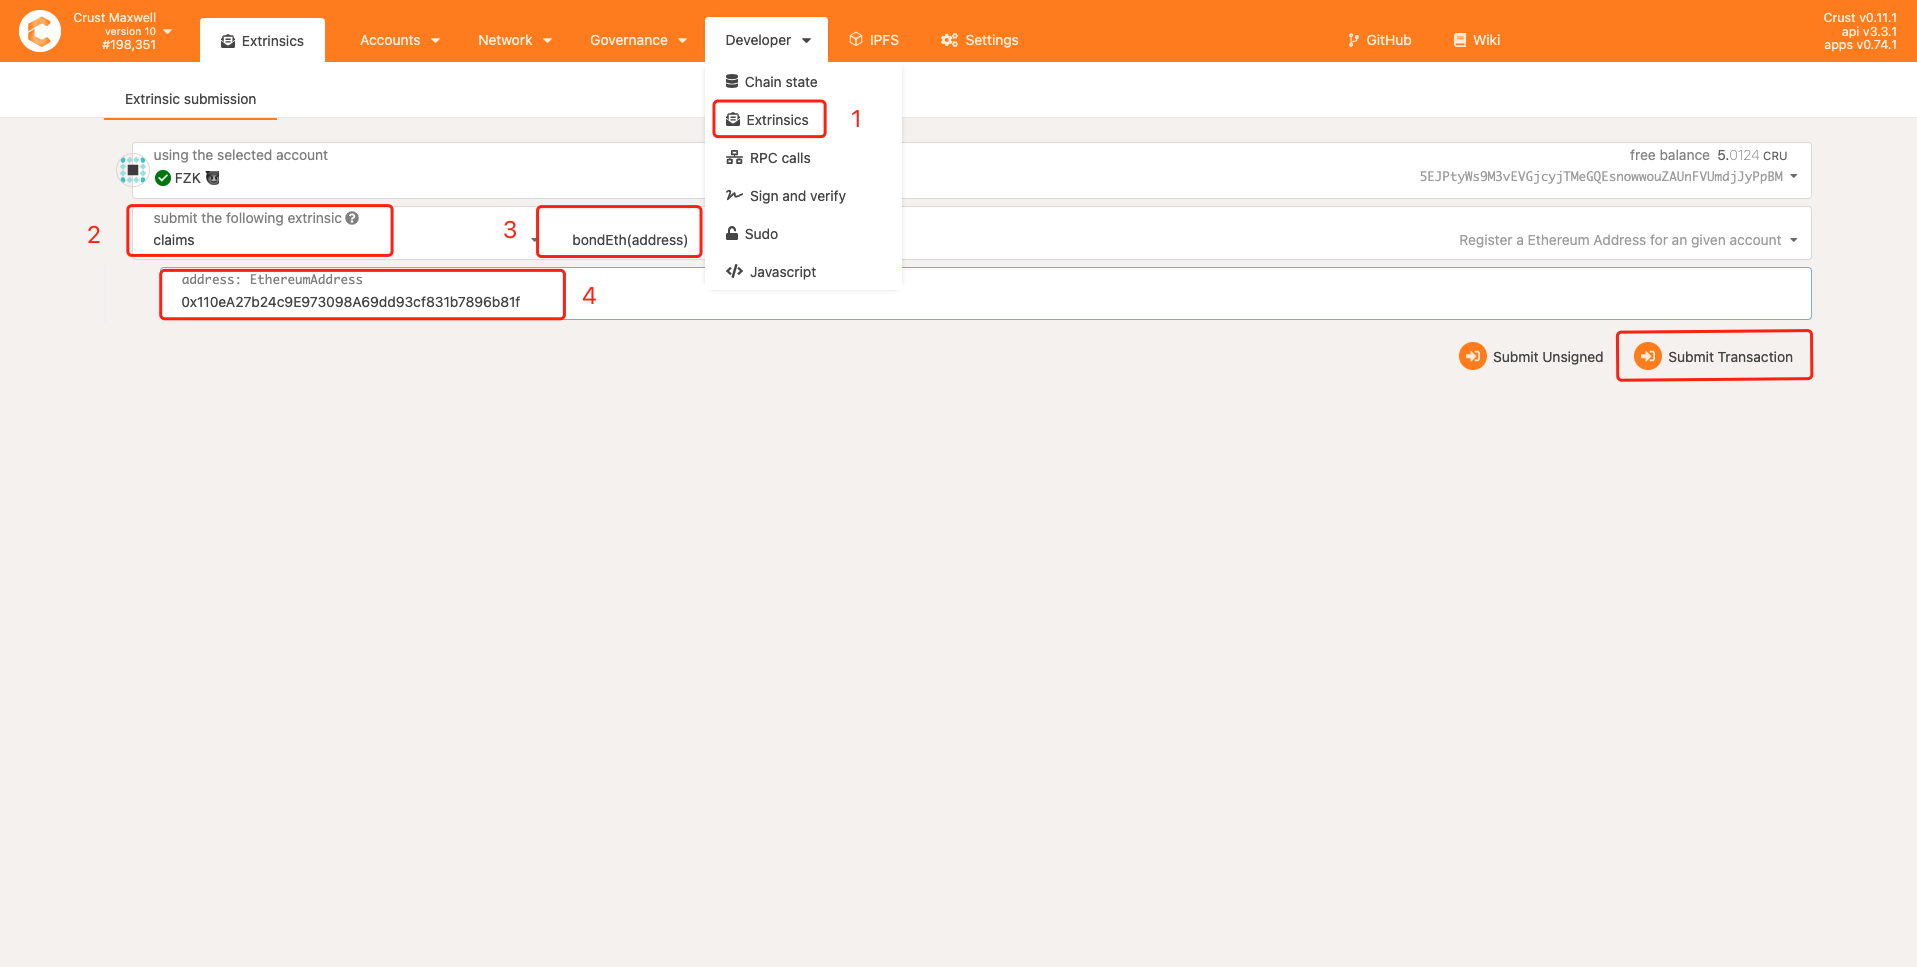 Crust Maxwell
version 10
#198,351
Extrinsics
Accounts
Network
Governance
Developer
IPFS
Settings
GitHub
Wiki
Crust v0.11.1
api v3.3.1
apps v0.74.1
Chain state
Extrinsics
1
RPC calls
Sign and verify
Sudo
Javascript
Extrinsic submission
using the selected account
FZK
free balance 5.0124 CRU
5EJPtyWs9M3vEVGjcyjTMeGQEsnowwouZAUnFVUmdjJyPpBM
2
submit the following extrinsic
claims
3
bondEth(address)
Register a Ethereum Address for an given account
address: EthereumAddress
0x110eA27b24c9E973098A69dd93cf831b7896b81f
4
Submit Unsigned
Submit Transaction